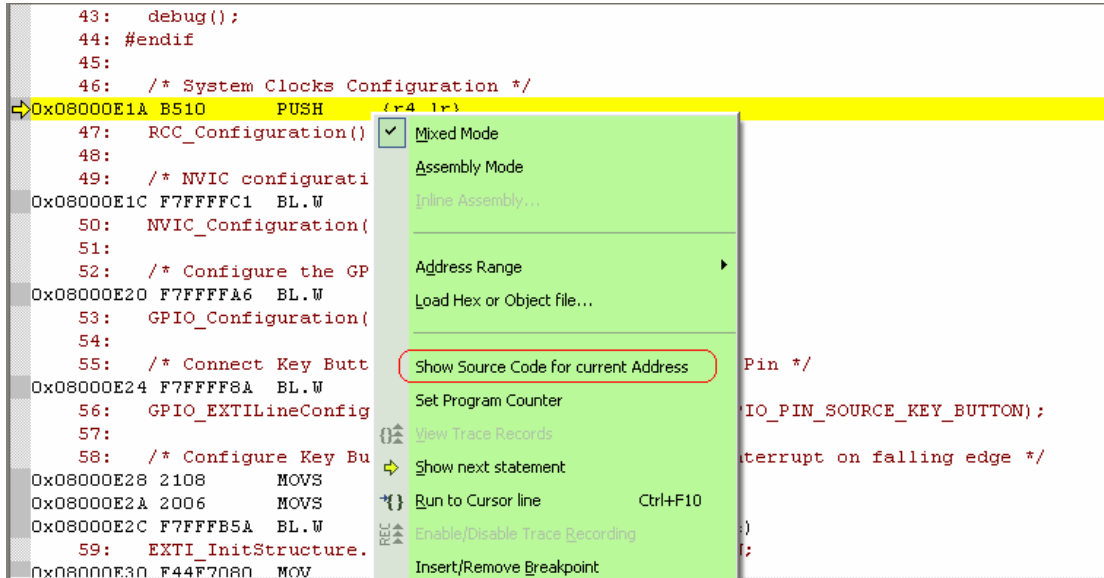 43: debug();
44: #endif
45:
46: /* System Clocks Configuration */
0x08000E1A B510 PUSH {r4,lr}
47: RCC_Configuration()
48:
49: /* NVIC configurati
0x08000E1C F7FFFFC1 BL.W
50: NVIC_Configuration(
51:
52: /* Configure the GP
0x08000E20 F7FFFFA6 BL.W
53: GPIO_Configuration(
54:
55: /* Connect Key Butt Pin */
0x08000E24 F7FFFF8A BL.W
56: GPIO_EXTILineConfig IO_PIN_SOURCE_KEY_BUTTON);
57:
58: /* Configure Key Bu terrupt on falling edge */
0x08000E28 2108 MOVS
0x08000E2A 2006 MOVS
0x08000E2C F7FFFB5A BL.W )
59: EXTI_InitStructure. ;
0x08000E30 F44F7080 MOV
Mixed Mode
Assembly Mode
Inline Assembly...
Address Range
Load Hex or Object file...
Show Source Code for current Address
Set Program Counter
View Trace Records
Show next statement
Run to Cursor line Ctrl+F10
Enable/Disable Trace Recording
Insert/Remove Breakpoint